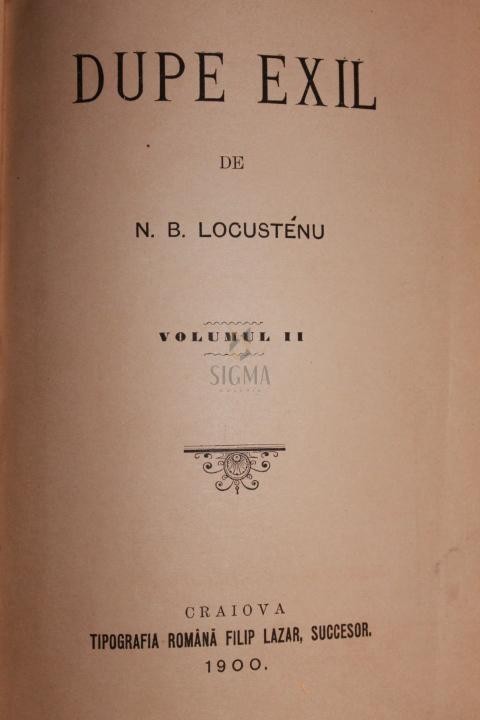 DUPE EXIL
DE
N. B. LOCUSTÉNU
VOLUMUL II
SIGMA
CRAIOVA
TIPOGRAFIA ROMÂNĂ FILIP LAZAR, SUCCESOR.
1900.